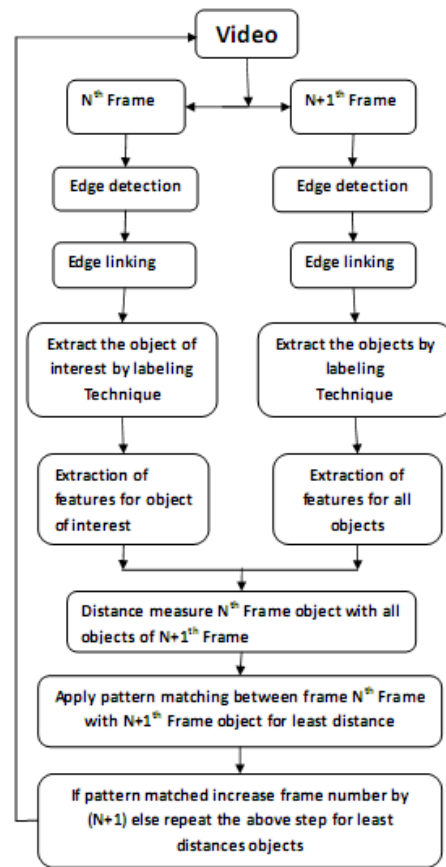 Video
Nth Frame
N+1th Frame
Edge detection
Edge detection
Edge linking
Edge linking
Extract the object of
interest by labeling
Technique
Extract the objects by
labeling
Technique
Extraction of
features for object
of interest
Extraction of
features for all
objects
Distance measure Nth Frame object with all
objects of N+1th Frame
Apply pattern matching between frame Nth Frame
with N+1th Frame object for least distance
If pattern matched increase frame number by
(N+1) else repeat the above step for least
distances objects